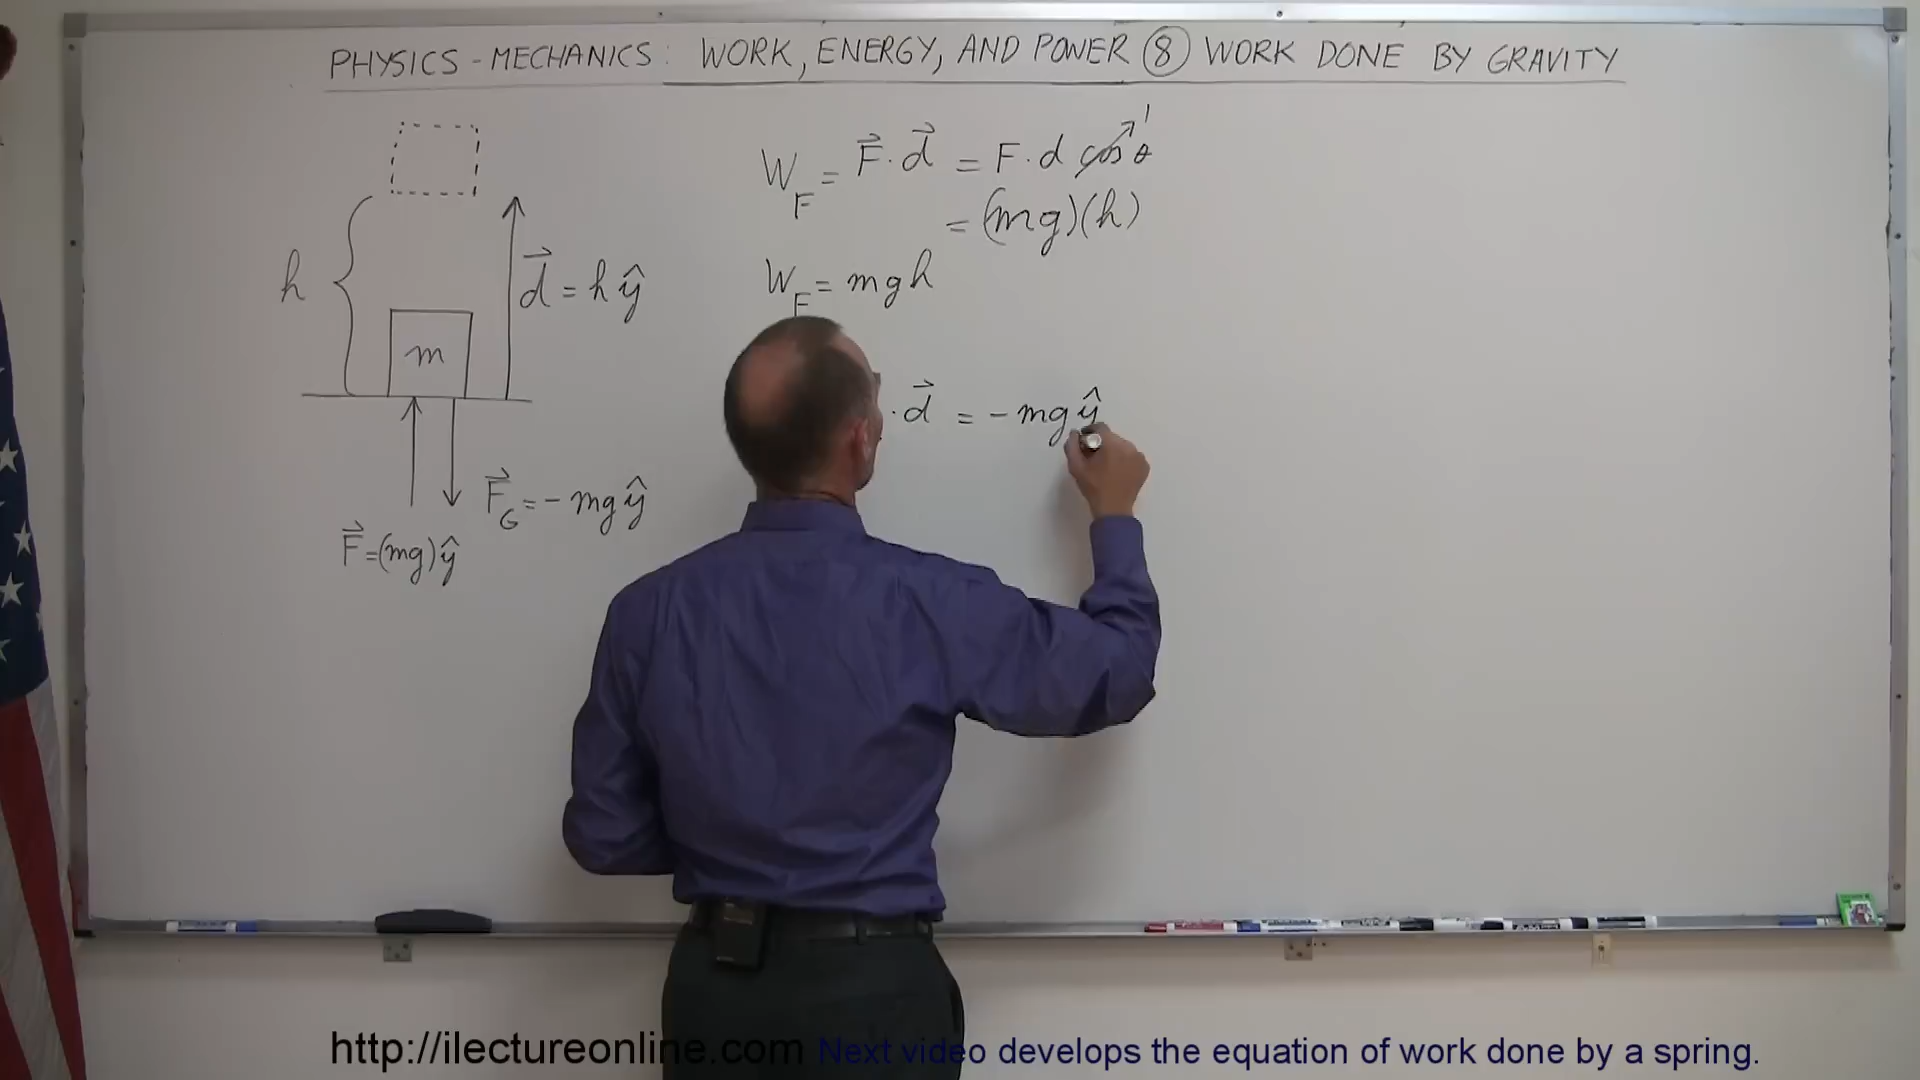 PHYSICS - MECHANICS: WORK, ENERGY, AND POWER ⑧ WORK DONE BY GRAVITY
h
m
d⃗ = h ŷ
F⃗_G = - mg ŷ
F⃗ = (mg) ŷ
W_F = F⃗ · d⃗ = F · d cos θ 1
= (mg)(h)
W_F = mgh
· d⃗ = - mg ŷ
http://ilectureonline.com Next video develops the equation of work done by a spring.